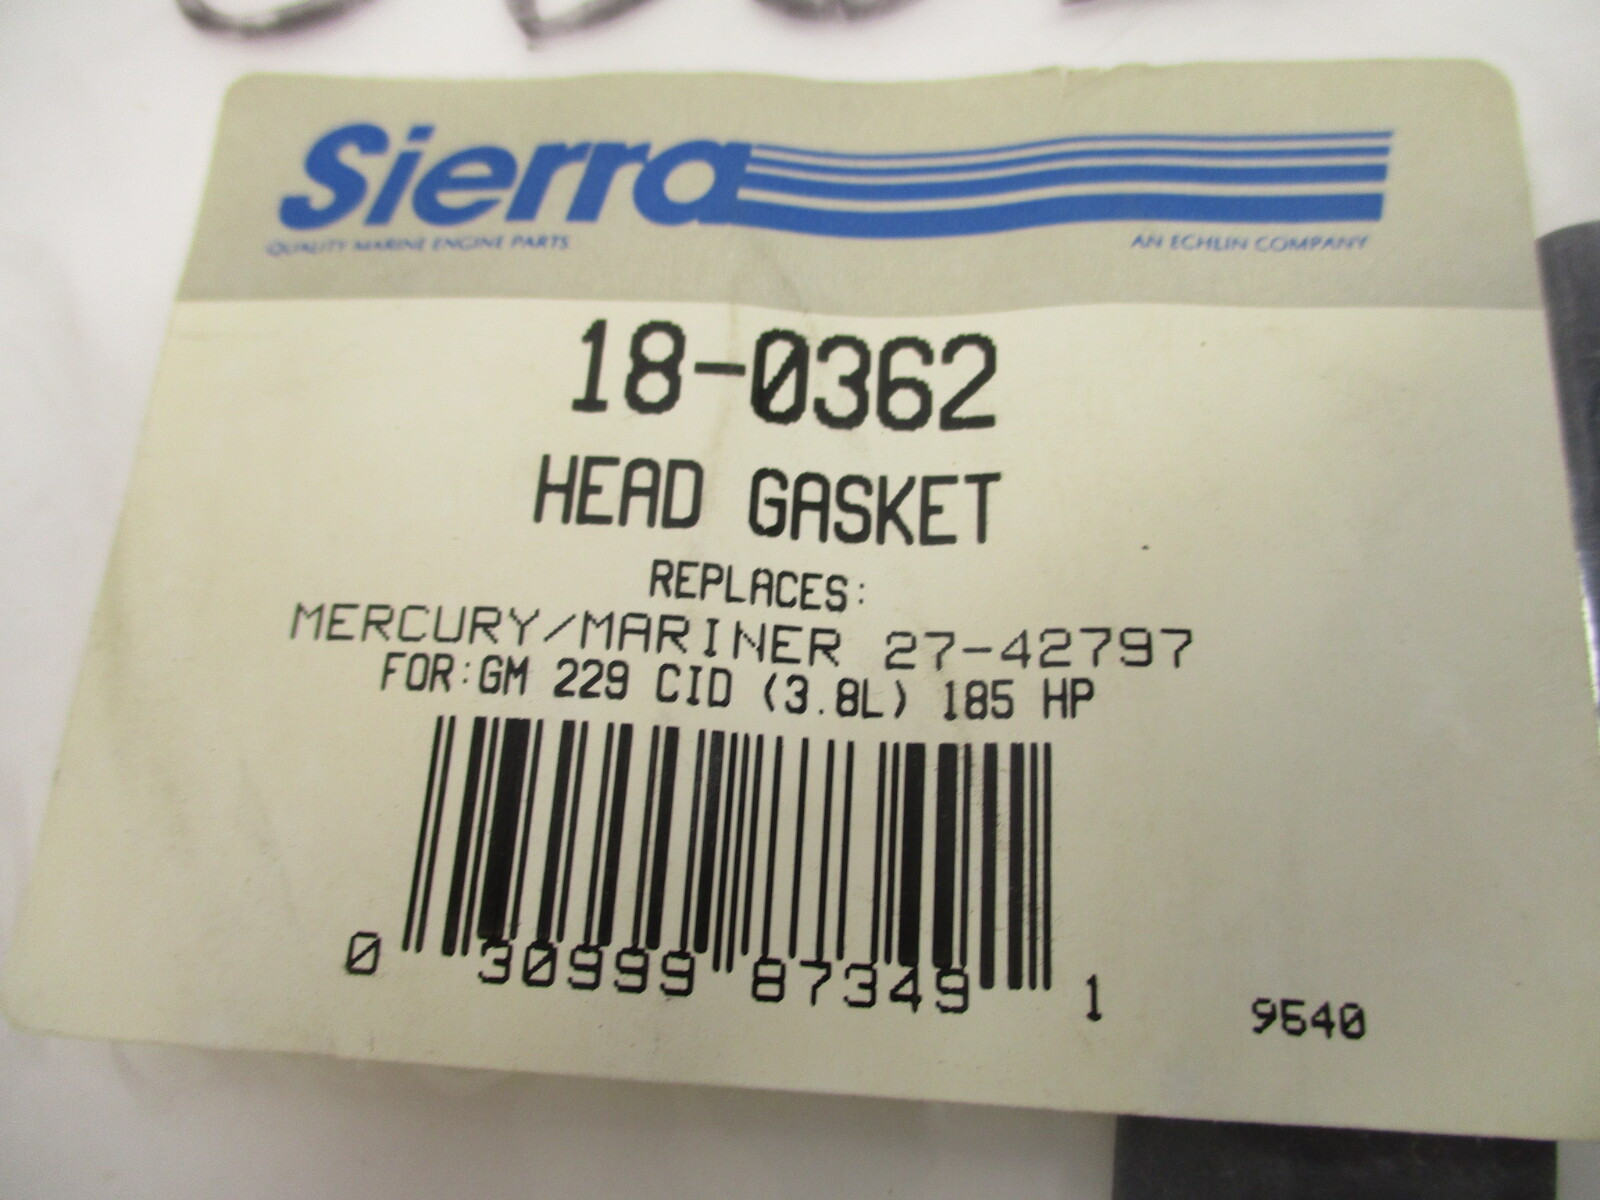 Sierra
QUALITY MARINE ENGINE PARTS
AN ECHLIN COMPANY
18-0362
HEAD GASKET
REPLACES:
MERCURY/MARINER 27-42797
FOR:GM 229 CID (3.8L) 185 HP
0 30999 87349 1